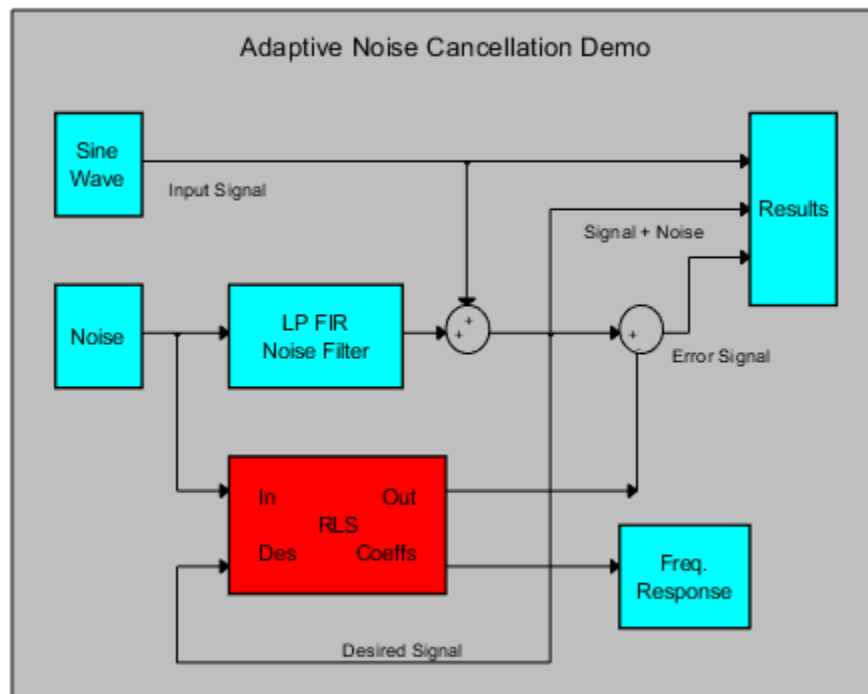 Adaptive Noise Cancellation Demo
Sine
Wave
Input Signal
Results
Signal + Noise
Noise
LP FIR
Noise Filter
+
+
+
-
Error Signal
In
Out
RLS
Des
Coeffs
Freq.
Response
Desired Signal